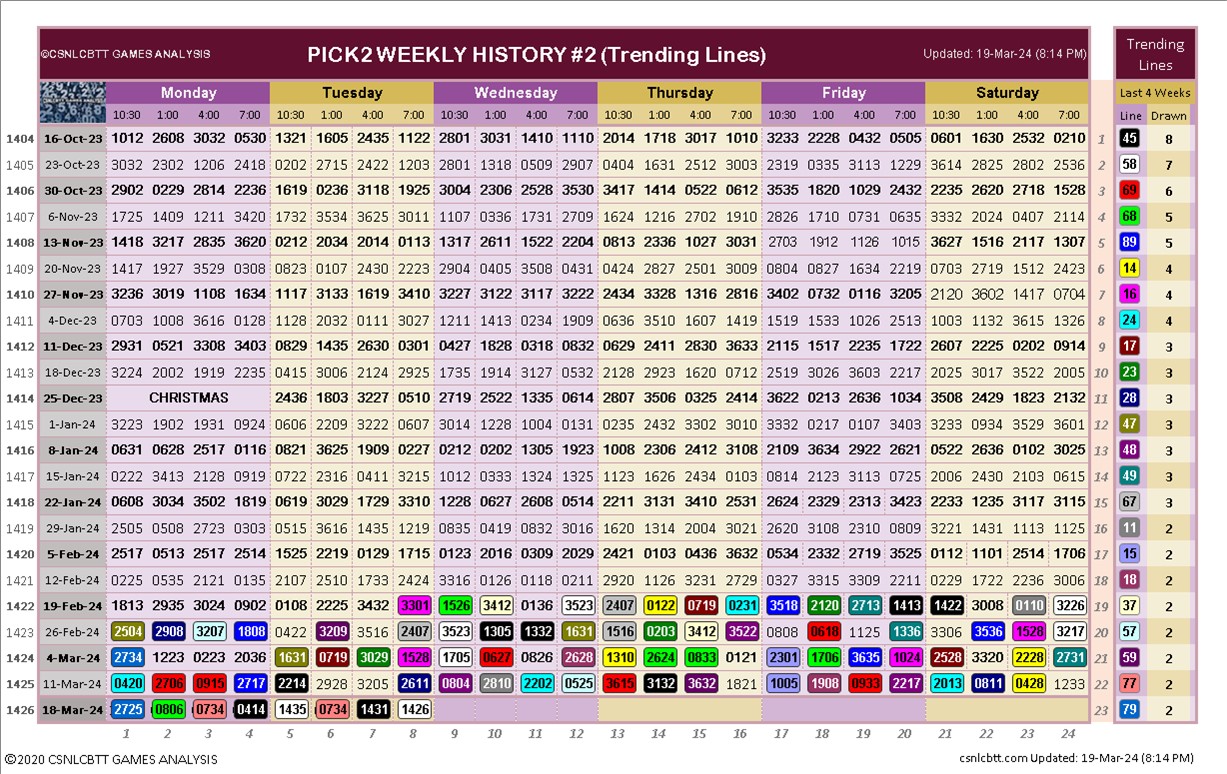 ©CSNLCBTT GAMES ANALYSIS PICK2 WEEKLY HISTORY #2 (Trending Lines) Updated: 19-Mar-24 (8:14 PM) Trending Lines
Monday Tuesday Wednesday Thursday Friday Saturday Last 4 Weeks
10:30 1:00 4:00 7:00 10:30 1:00 4:00 7:00 10:30 1:00 4:00 7:00 10:30 1:00 4:00 7:00 10:30 1:00 4:00 7:00 10:30 1:00 4:00 7:00 Line Drawn
1404 16-Oct-23 1012 2608 3032 0530 1321 1605 2435 1122 2801 3031 1410 1110 2014 1718 3017 1010 3233 2228 0432 0505 0601 1630 2532 0210 1 45 8
1405 23-Oct-23 3032 2302 1206 2418 0202 2715 2422 1203 2801 1318 0509 2907 0404 1631 2512 3003 2319 0335 3113 1229 3614 2825 2802 2536 2 58 7
1406 30-Oct-23 2902 0229 2814 2236 1619 0236 3118 1925 3004 2306 2528 3530 3417 1414 0522 0612 3535 1820 1029 2432 2235 2620 2718 1528 3 69 6
1407 6-Nov-23 1725 1409 1211 3420 1732 3534 3625 3011 1107 0336 1731 2709 1624 1216 2702 1910 2826 1710 0731 0635 3332 2024 0407 2114 4 68 5
1408 13-Nov-23 1418 3217 2835 3620 0212 2034 2014 0113 1317 2611 1522 2204 0813 2336 1027 3031 2703 1912 1126 1015 3627 1516 2117 1307 5 89 5
1409 20-Nov-23 1417 1927 3529 0308 0823 0107 2430 2223 2904 0405 3508 0431 0424 2827 2501 3009 0804 0827 1634 2219 0703 2719 1512 2423 6 14 4
1410 27-Nov-23 3236 3019 1108 1634 1117 3133 1619 3410 3227 3122 3117 3222 2434 3328 1316 2816 3402 0732 0116 3205 2120 3602 1417 0704 7 16 4
1411 4-Dec-23 0703 1008 3616 0128 1128 2032 0111 3027 1211 1413 0234 1909 0636 3510 1607 1419 1519 1533 1026 2513 1003 1132 3615 1326 8 24 4
1412 11-Dec-23 2931 0521 3308 3403 0829 1435 2630 0301 0427 1828 0318 0832 0629 2411 2830 3633 2115 1517 2235 1722 2607 2225 0202 0914 9 17 3
1413 18-Dec-23 3224 2002 1919 2235 0415 3006 2124 2925 1735 1914 3127 0532 2128 2923 1620 0712 2519 3026 3603 2217 2025 3017 3522 2005 10 23 3
1414 25-Dec-23 CHRISTMAS 2436 1803 3227 0510 2719 2522 1335 0614 2807 3506 0325 2414 3622 0213 2636 1034 3508 2429 1823 2132 11 28 3
1415 1-Jan-24 3223 1902 1931 0924 0606 2209 3222 0607 3014 1228 1004 0131 0235 2432 3302 3010 3332 0217 0107 3403 3233 0934 3529 3601 12 47 3
1416 8-Jan-24 0631 0628 2517 0116 0821 3625 1909 0227 0212 0202 1305 1923 1008 2306 2412 3108 2109 3634 2922 2621 0522 2636 0102 3025 13 48 3
1417 15-Jan-24 0222 3413 2128 0919 0722 2316 0411 3213 1012 0333 1324 1325 1123 1626 2434 0103 0814 2123 3113 0725 2006 2430 2103 0615 14 49 3
1418 22-Jan-24 0608 3034 3502 1819 0619 3029 1729 3310 1228 0627 2608 0514 2211 3131 3410 2531 2624 2329 2313 3423 2233 1235 3117 3115 15 67 3
1419 29-Jan-24 2505 0508 2723 0303 0515 3616 1435 1219 0835 0419 0832 3016 1620 1314 2004 3021 2620 3108 2310 0809 3221 1431 1113 1125 16 11 2
1420 5-Feb-24 2517 0513 2517 2514 1525 2219 0129 1715 0123 2016 0309 2029 2421 0103 0436 3632 0534 2332 2719 3525 0112 1101 2514 1706 17 15 2
1421 12-Feb-24 0225 0535 2121 0135 2107 2510 1733 2424 3316 0126 0118 0211 2920 1126 3231 2729 0327 3315 3309 2211 0229 1722 2236 3006 18 18 2
1422 19-Feb-24 1813 2935 3024 0902 0108 2225 3432 3301 1526 3412 0136 3523 2407 0122 0719 0231 3518 2120 2713 1413 1422 3008 0110 3226 19 37 2
1423 26-Feb-24 2504 2908 3207 1808 0422 3209 3516 2407 3523 1305 1332 1631 1516 0203 3412 3522 0808 0618 1125 1336 3306 3536 1528 3217 20 57 2
1424 4-Mar-24 2734 1223 0223 2036 1631 0719 3029 1528 1705 0627 0826 2628 1310 2624 0833 0121 2301 1706 3635 1024 2528 3320 2228 2731 21 59 2
1425 11-Mar-24 0420 2706 0915 2717 2214 2928 3205 2611 0804 2810 2202 0525 3615 3132 3632 1821 1005 1908 0933 2217 2013 0811 0428 1233 22 77 2
1426 18-Mar-24 2725 0806 0734 0414 1435 0734 1431 1426 23 79 2
1 2 3 4 5 6 7 8 9 10 11 12 13 14 15 16 17 18 19 20 21 22 23 24
©2020 CSNLCBTT GAMES ANALYSIS csnlcbtt.com Updated: 19-Mar-24 (8:14 PM)